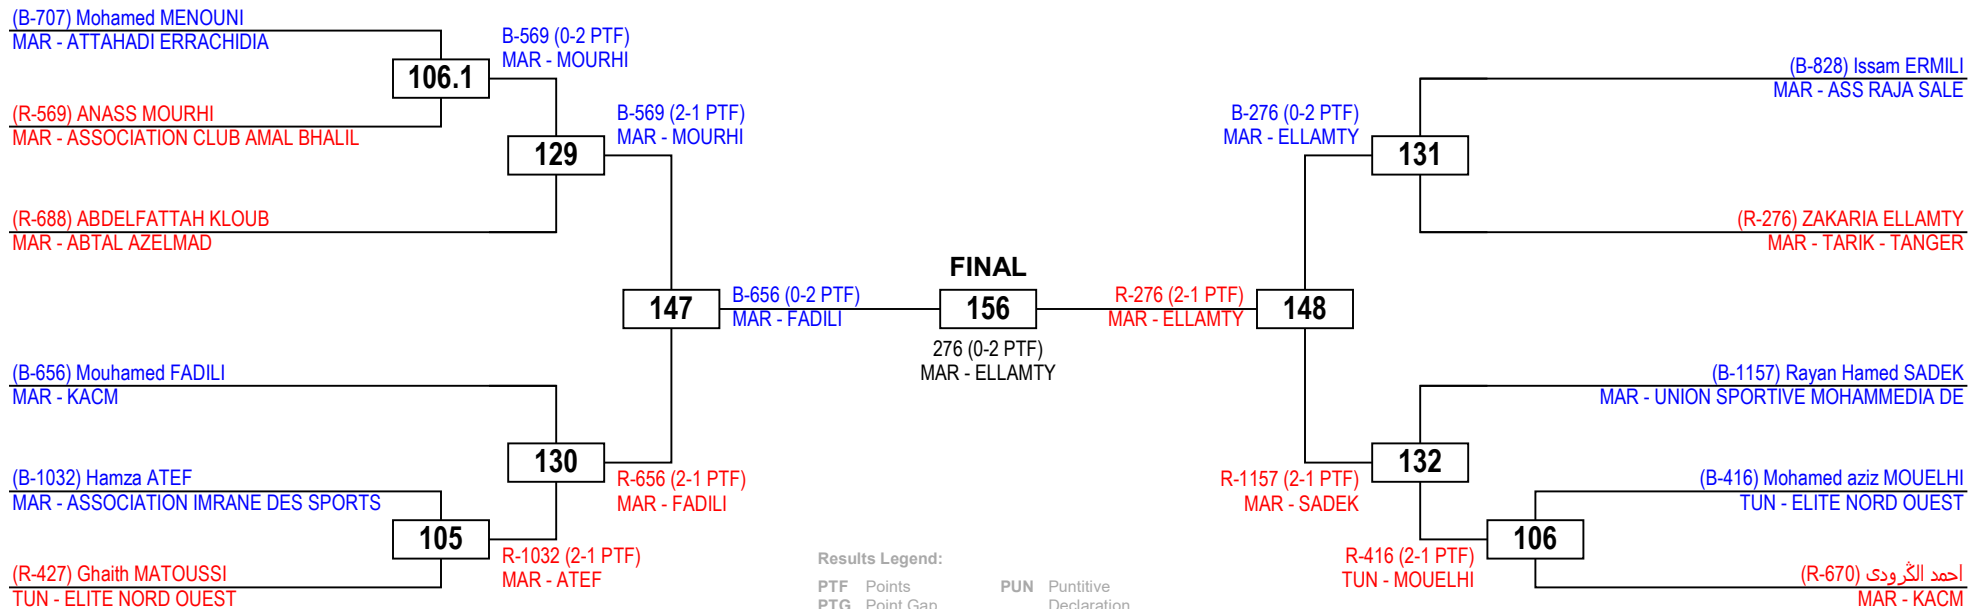 (B-707) Mohamed MENOUNI
MAR - ATTAHADI ERRACHIDIA
106.1
B-569 (0-2 PTF)
MAR - MOURHI
(R-569) ANASS MOURHI
MAR - ASSOCIATION CLUB AMAL BHALIL
129
B-569 (2-1 PTF)
MAR - MOURHI
(R-688) ABDELFATTAH KLOUB
MAR - ABTAL AZELMAD
147
B-656 (0-2 PTF)
MAR - FADILI
(B-656) Mouhamed FADILI
MAR - KACM
130
R-656 (2-1 PTF)
MAR - FADILI
(B-1032) Hamza ATEF
MAR - ASSOCIATION IMRANE DES SPORTS
105
R-1032 (2-1 PTF)
MAR - ATEF
(R-427) Ghaith MATOUSSI
TUN - ELITE NORD OUEST
FINAL
156
276 (0-2 PTF)
MAR - ELLAMTY
(B-828) Issam ERMILI
MAR - ASS RAJA SALE
B-276 (0-2 PTF)
MAR - ELLAMTY
131
(R-276) ZAKARIA ELLAMTY
MAR - TARIK - TANGER
R-276 (2-1 PTF)
MAR - ELLAMTY
148
(B-1157) Rayan Hamed SADEK
MAR - UNION SPORTIVE MOHAMMEDIA DE
R-1157 (2-1 PTF)
MAR - SADEK
132
(B-416) Mohamed aziz MOUELHI
TUN - ELITE NORD OUEST
R-416 (2-1 PTF)
TUN - MOUELHI
106
(R-670) احمد الڭرودى
MAR - KACM
Results Legend:
PTF Points PUN Puntitive
PTG Point Gap Declaration